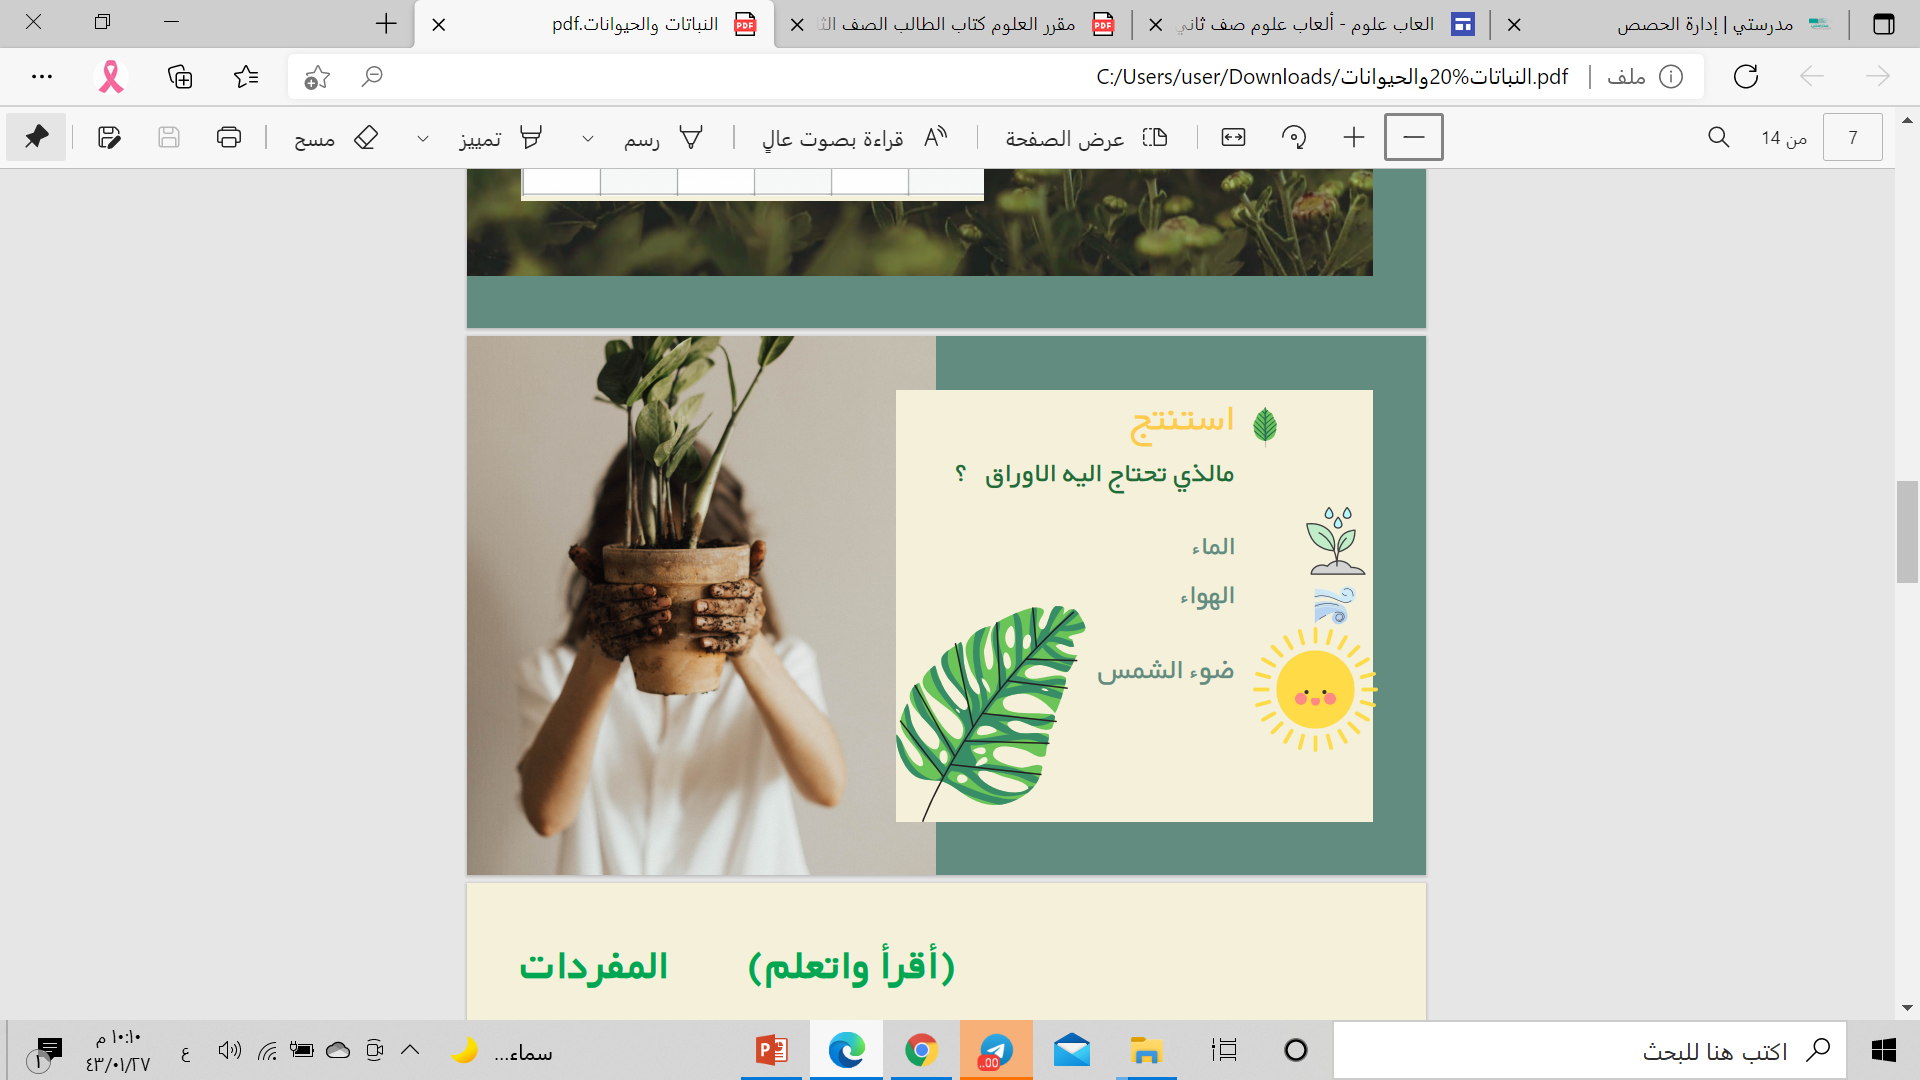 مدرستي | إدارة الحصص
العاب علوم - ألعاب علوم صف ثاني
مقرر العلوم كتاب الطالب الصف الثا
النباتات والحيوانات.pdf
ملف
C:/Users/user/Downloads/النباتات%20والحيوانات.pdf
7
من 14
عرض الصفحة
قراءة بصوت عالٍ
رسم
تمييز
مسح
استنتج
مالذي تحتاج اليه الاوراق ؟
الماء
الهواء
ضوء الشمس
(أقرأ واتعلم) المفردات
اكتب هنا للبحث
سماء...
ع
١٠:١٠ م
٤٣/٠١/٢٧
١